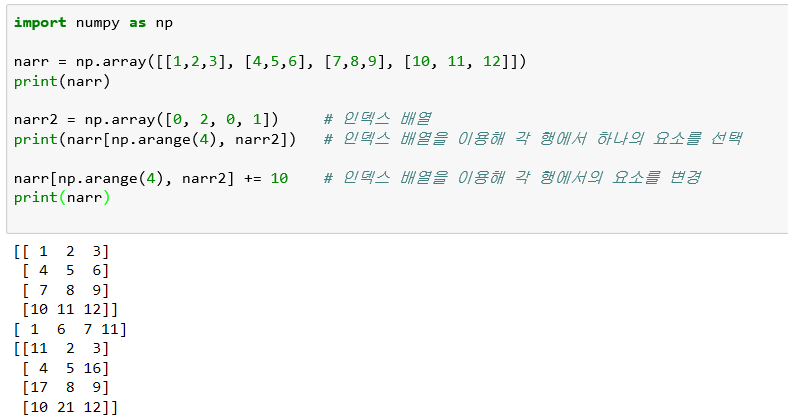 import numpy as np
narr = np.array([[1,2,3], [4,5,6], [7,8,9], [10, 11, 12]])
print(narr)
narr2 = np.array([0, 2, 0, 1])     # 인덱스 배열
print(narr[np.arange(4), narr2])   # 인덱스 배열을 이용해 각 행에서 하나의 요소를 선택
narr[np.arange(4), narr2] += 10    # 인덱스 배열을 이용해 각 행에서의 요소를 변경
print(narr)
[[ 1  2  3]
 [ 4  5  6]
 [ 7  8  9]
 [10 11 12]]
[ 1  6  7 11]
[[11  2  3]
 [ 4  5 16]
 [17  8  9]
 [10 21 12]]